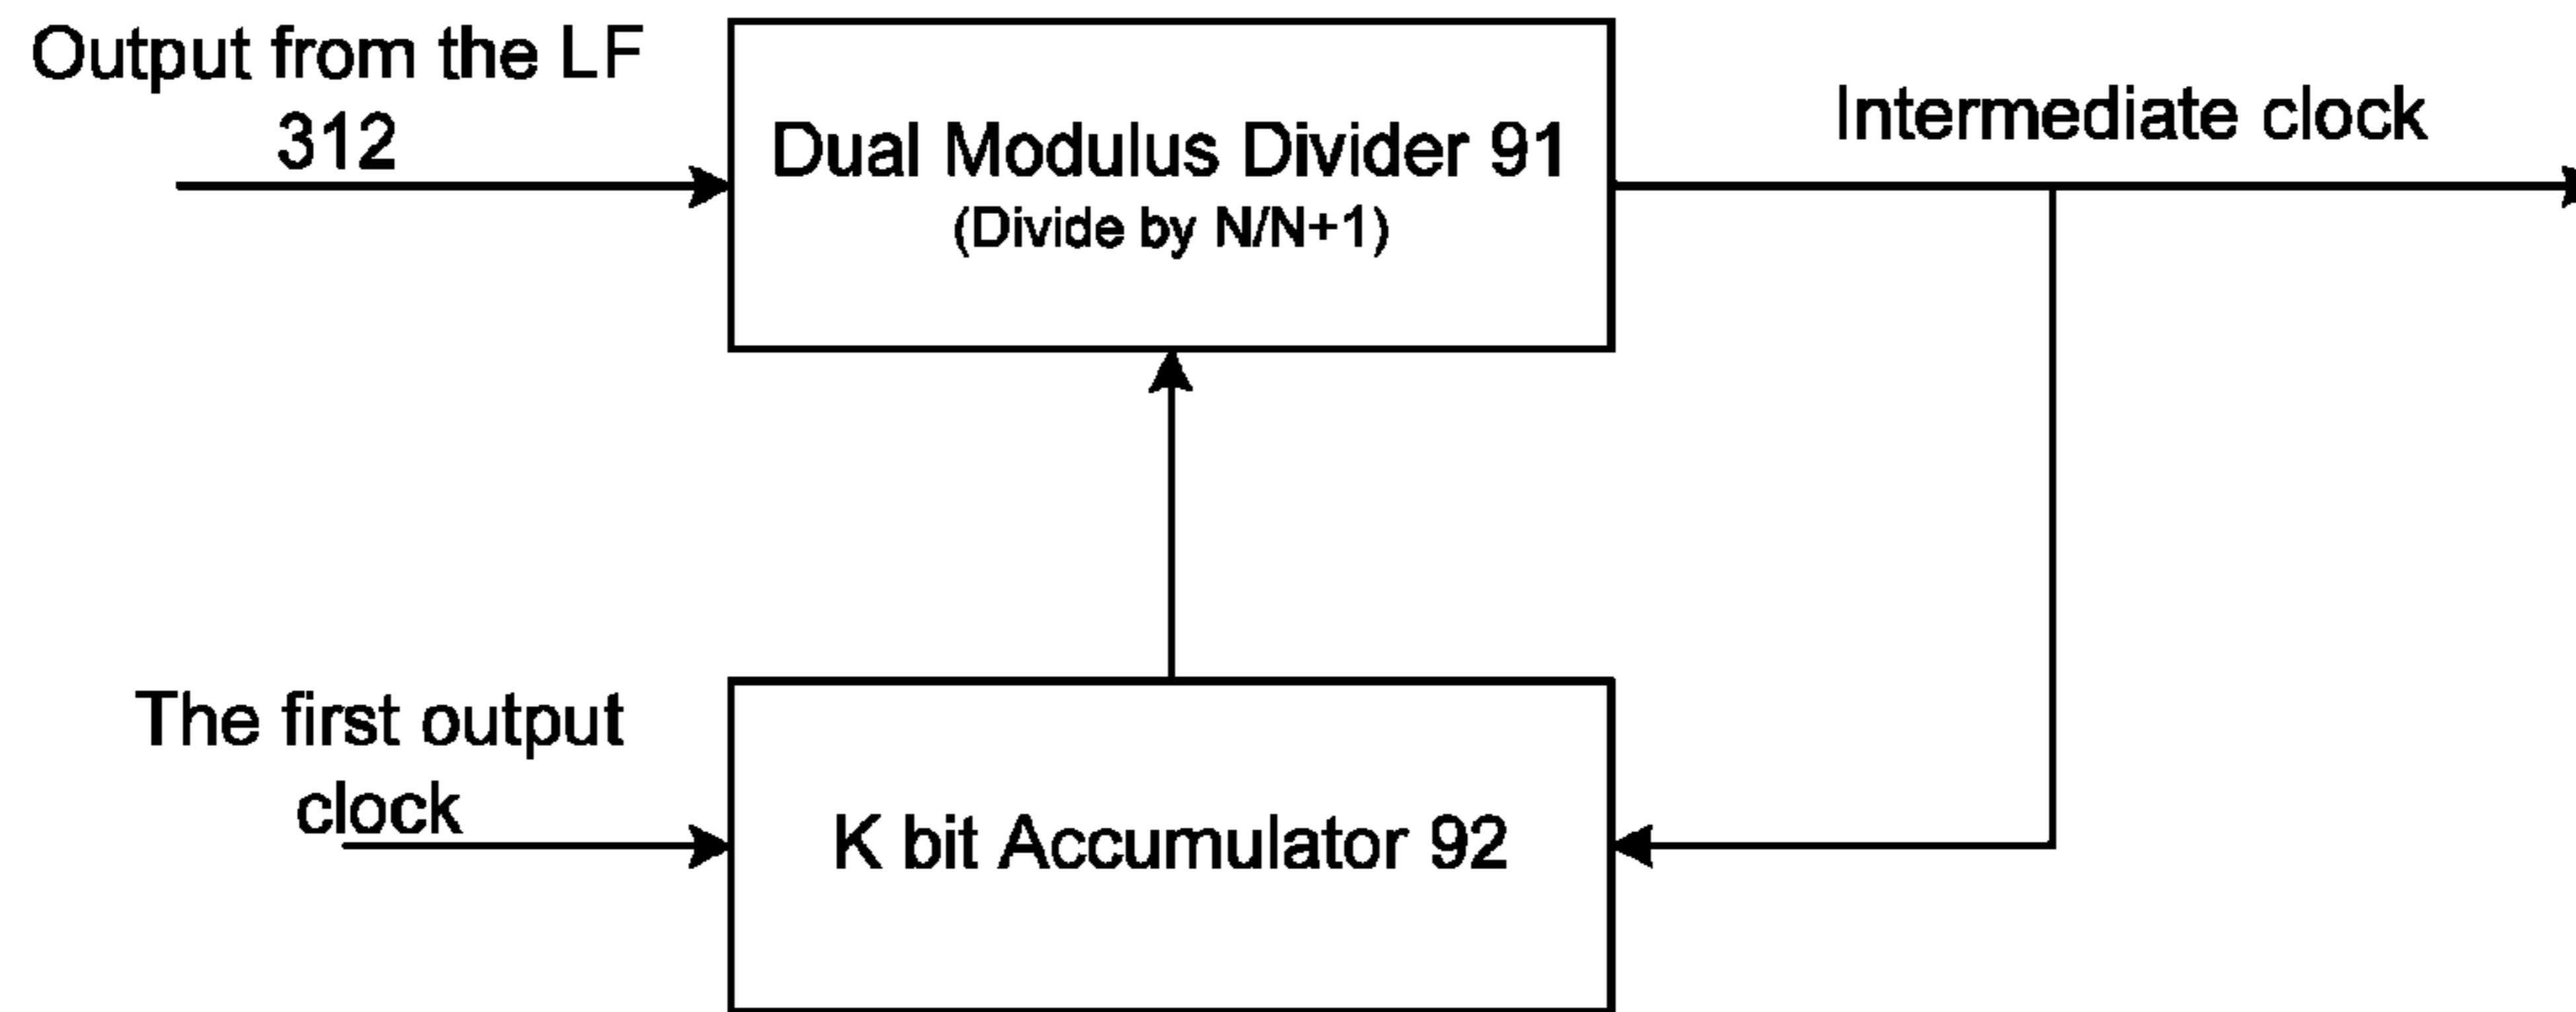 Output from the LF
312
Dual Modulus Divider 91
(Divide by N/N+1)
Intermediate clock
The first output
clock
K bit Accumulator 92